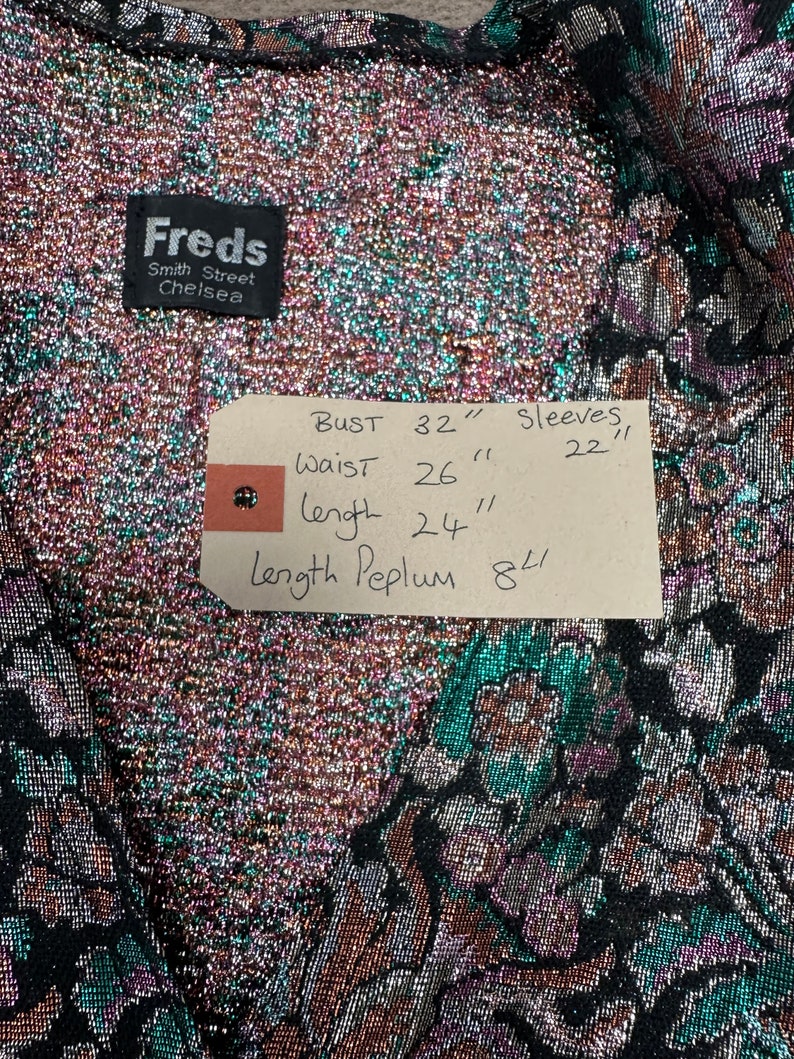 Freds
Smith Street
Chelsea
BUST 32" Sleeves 22"
Waist 26"
Length 24"
Length Peplum 8"